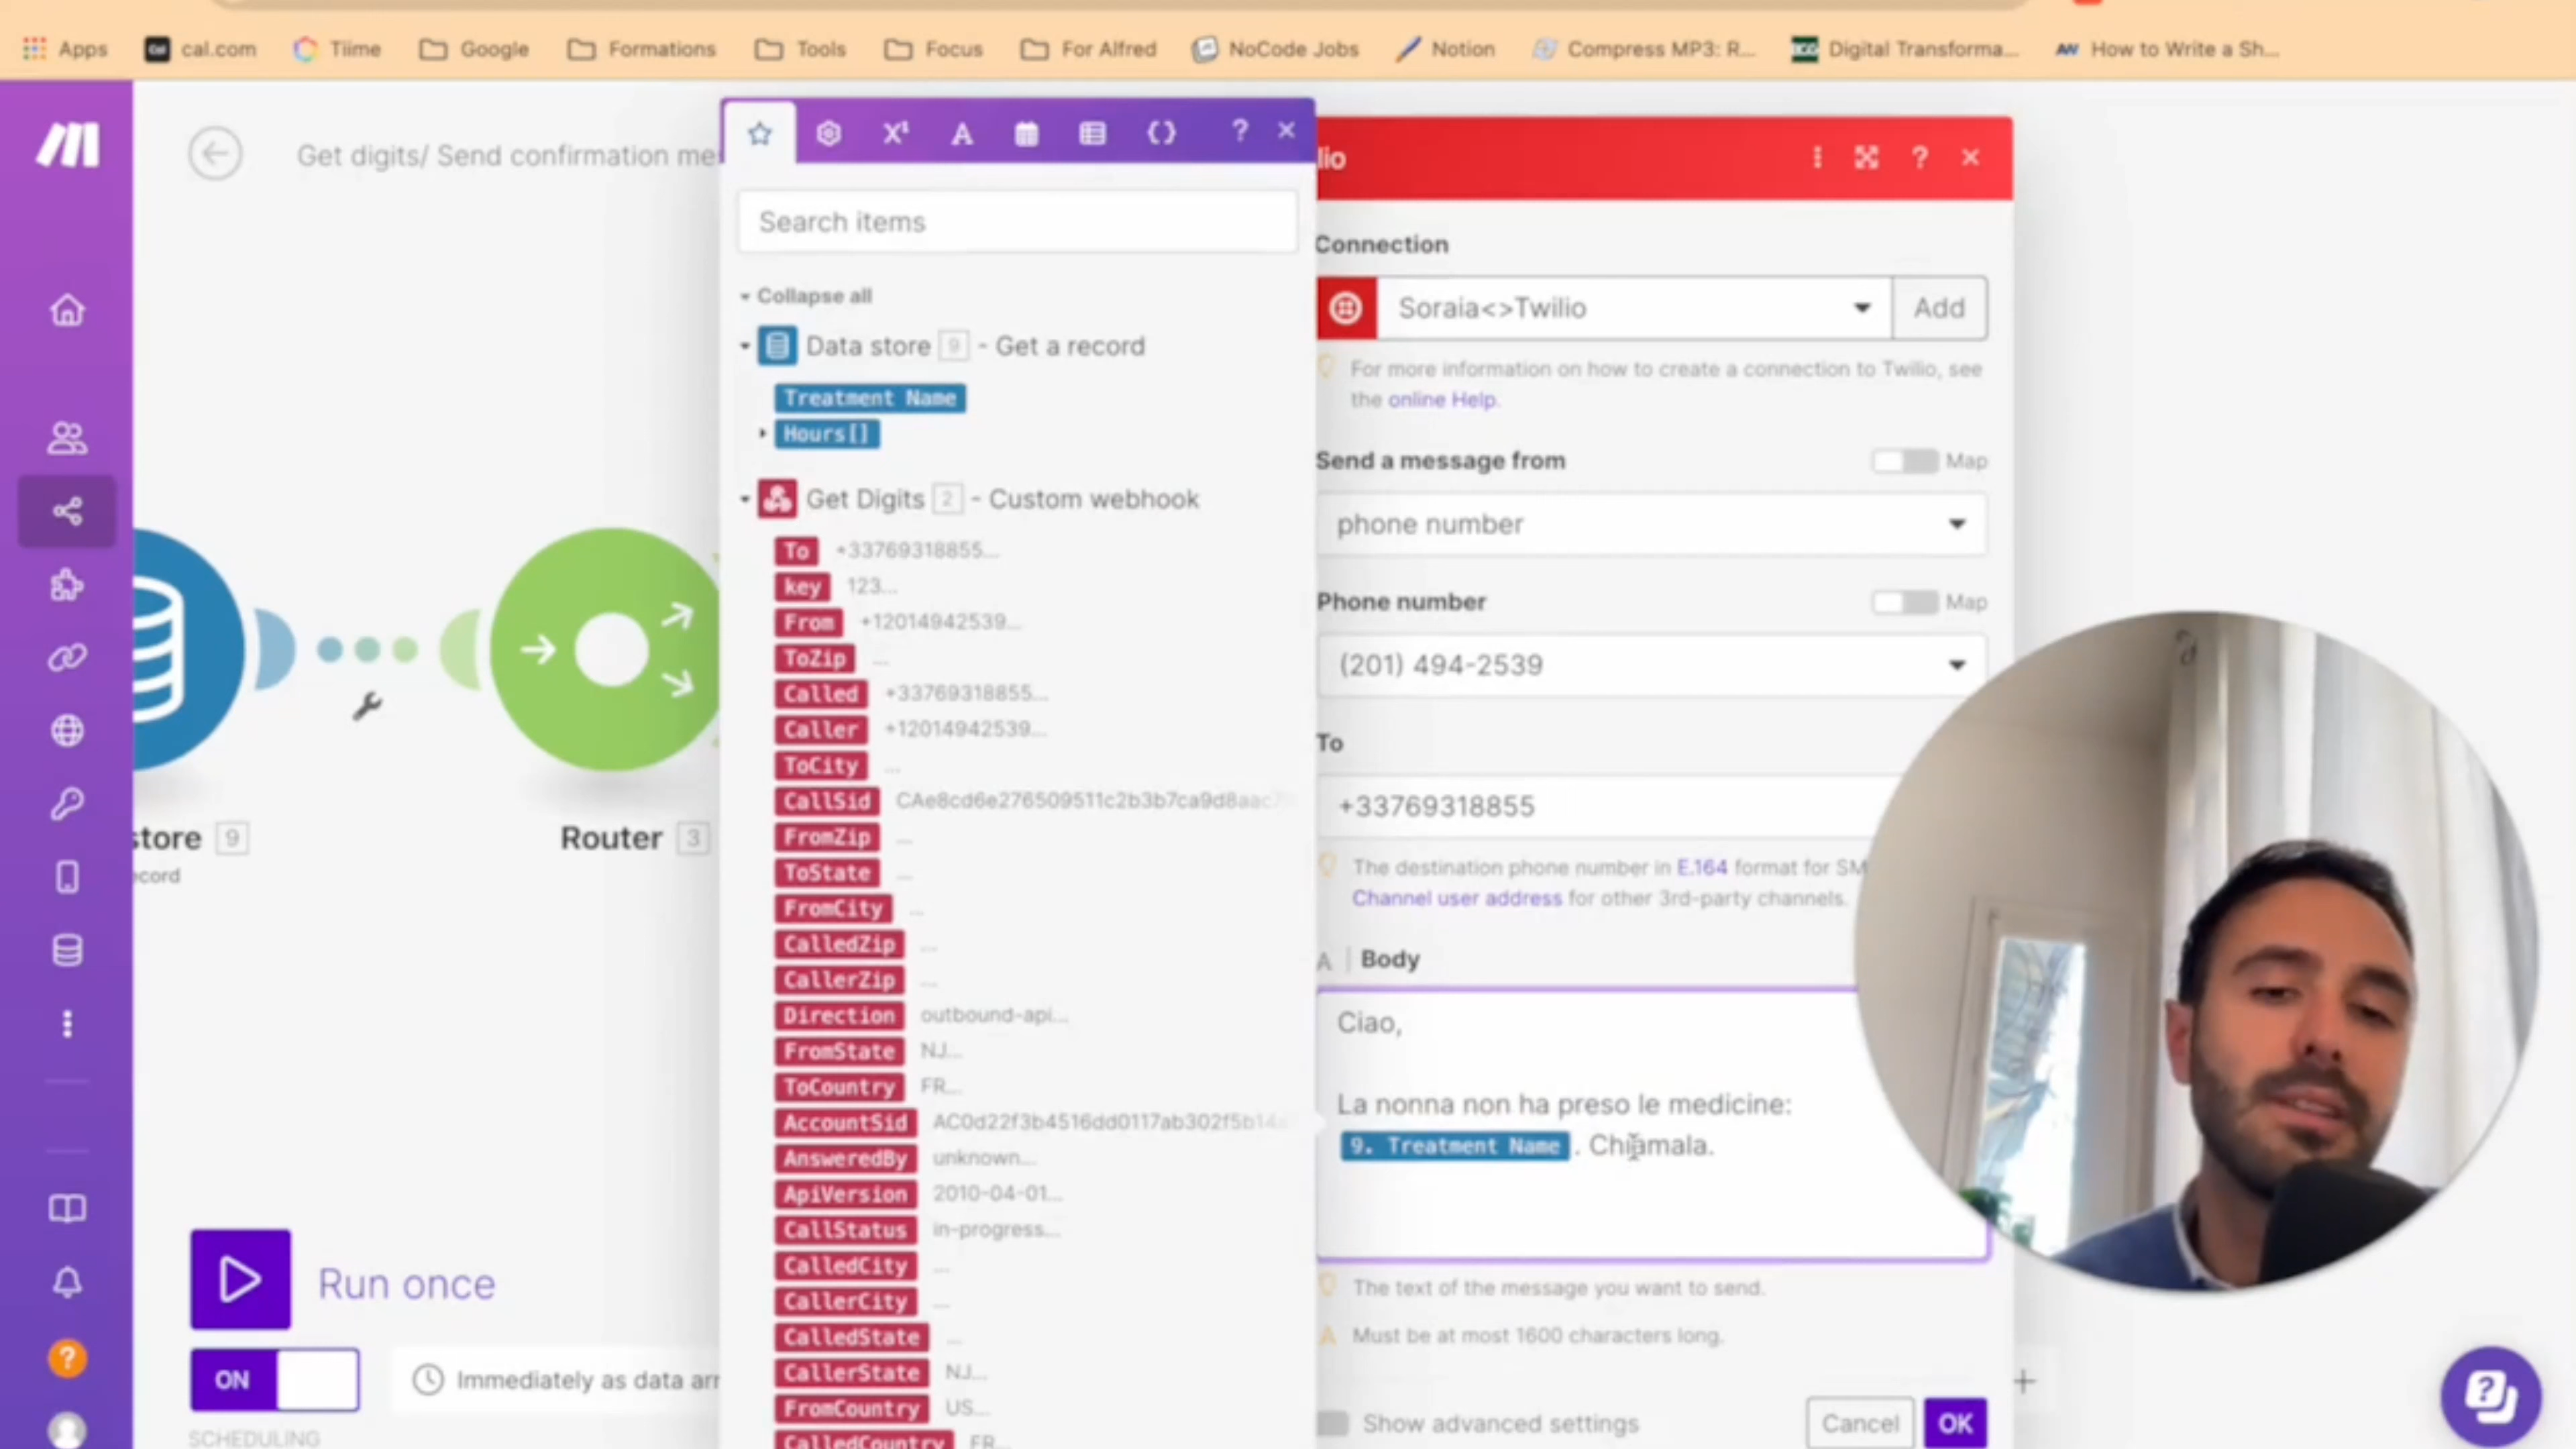 Apps
cal.com
Tiime
Google
Formations
Tools
Focus
For Alfred
NoCode Jobs
Notion
Compress MP3: R...
Digital Transforma...
How to Write a Sh...
Get digits/ Send confirmation me
Search items
Collapse all
Data store 9 - Get a record
Treatment Name
Hours[]
Get Digits 2 - Custom webhook
To +33769318855...
key 123...
From +12014942539...
ToZip ...
Called +33769318855...
Caller +12014942539...
ToCity ...
CallSid CAe8cd6e276509511c2b3b7ca9d8aac
FromZip ...
ToState ...
FromCity ...
CalledZip ...
CallerZip ...
Direction outbound-api...
FromState NJ...
ToCountry FR...
AccountSid AC0d22f3b4516dd0117ab302f5b14
AnsweredBy unknown...
ApiVersion 2010-04-01...
CallStatus in-progress...
CalledCity ...
CallerCity ...
CalledState ...
CallerState NJ...
FromCountry US...
CalledCountry FR...
store 9
ecord
Router 3
Run once
ON
Immediately as data arr
SCHEDULING
lio
Connection
Soraia<>Twilio
Add
For more information on how to create a connection to Twilio, see
the online Help.
Send a message from
Map
phone number
Phone number
Map
(201) 494-2539
To
+33769318855
The destination phone number in E.164 format for SM
Channel user address for other 3rd-party channels.
A Body
Ciao,
La nonna non ha preso le medicine:
9. Treatment Name . Chiamala.
The text of the message you want to send.
Must be at most 1600 characters long.
Show advanced settings
Cancel
OK